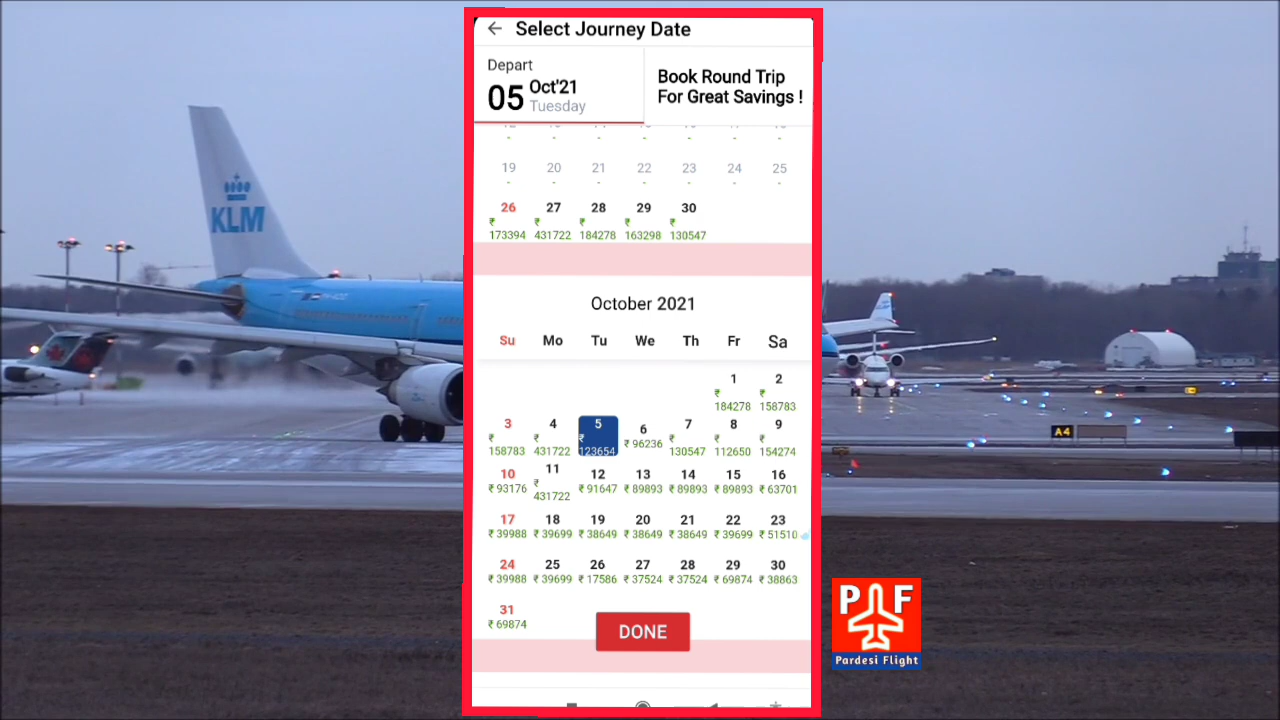 Select Journey Date
Depart
05 Oct'21
Tuesday
Book Round Trip
For Great Savings !
19 20 21 22 23 24 25
- - - - - - -
26 27 28 29 30
₹ 173394 ₹ 431722 ₹ 184278 ₹ 163298 ₹ 130547
October 2021
Su Mo Tu We Th Fr Sa
1 2
₹ 184278 ₹ 158783
3 4 5 6 7 8 9
₹ 158783 ₹ 431722 ₹ 123654 ₹ 96236 ₹ 130547 ₹ 112650 ₹ 154274
10 11 12 13 14 15 16
₹ 93176 ₹ 431722 ₹ 91647 ₹ 89893 ₹ 89893 ₹ 89893 ₹ 63701
17 18 19 20 21 22 23
₹ 39988 ₹ 39699 ₹ 38649 ₹ 38649 ₹ 38649 ₹ 39699 ₹ 51510
24 25 26 27 28 29 30
₹ 39988 ₹ 39699 ₹ 17586 ₹ 37524 ₹ 37524 ₹ 69874 ₹ 38863
31
₹ 69874
DONE
KLM
A4
P F
Pardesi Flight